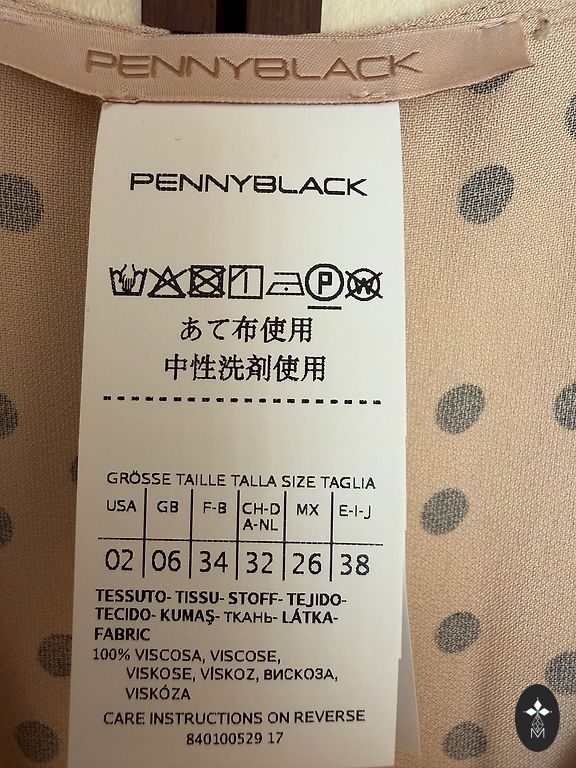 PENNYBLACK
PENNYBLACK
P W
あて布使用
中性洗剤使用
GRÖSSE TAILLE TALLA SIZE TAGLIA
USA GB F-B CH-D A-NL MX E-I-J
02 06 34 32 26 38
TESSUTO- TISSU- STOFF- TEJIDO-
TECIDO- KUMAŞ- ТКАНЬ- LÁTKA-
FABRIC
100% VISCOSA, VISCOSE,
VISKOSE, VİSKOZ, ВИСКОЗА,
VISKÓZA
CARE INSTRUCTIONS ON REVERSE
840100529 17
M